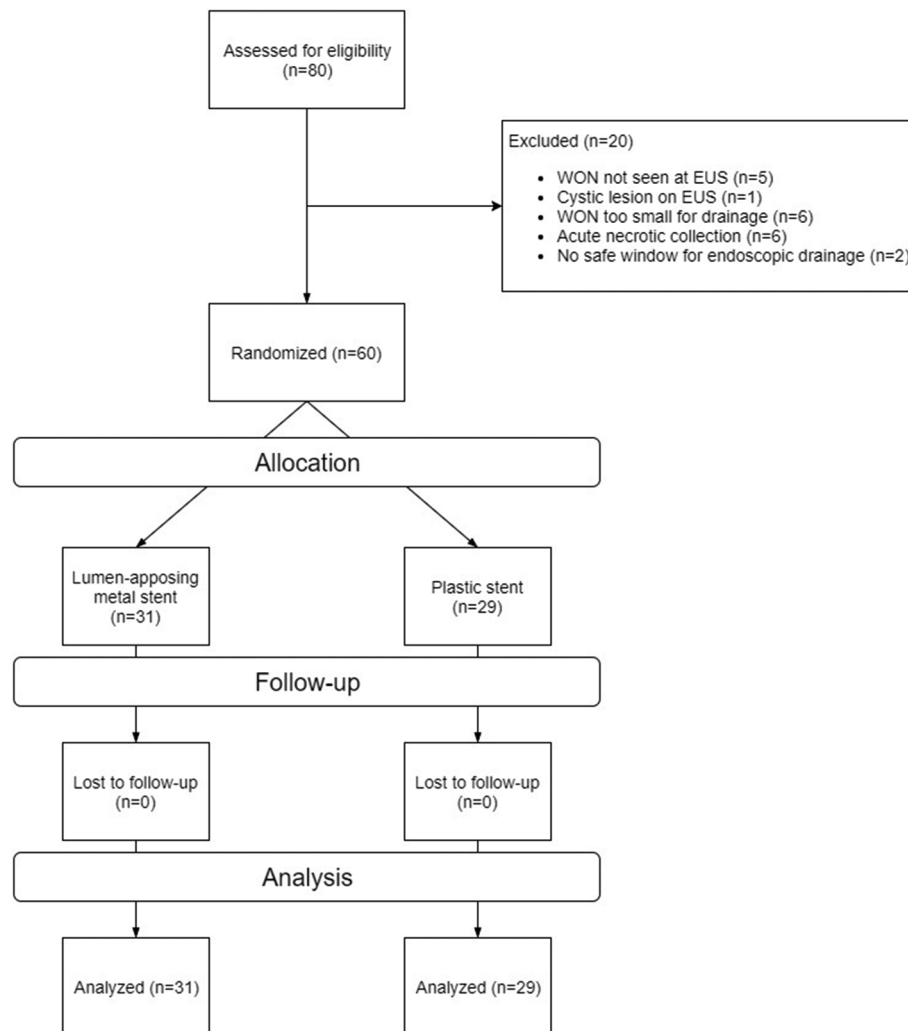 Assessed for eligibility
(n=80)
Excluded (n=20)
• WON not seen at EUS (n=5)
• Cystic lesion on EUS (n=1)
• WON too small for drainage (n=6)
• Acute necrotic collection (n=6)
• No safe window for endoscopic drainage (n=2)
Randomized (n=60)
Allocation
Lumen-apposing
metal stent
(n=31)
Plastic stent
(n=29)
Follow-up
Lost to follow-up
(n=0)
Lost to follow-up
(n=0)
Analysis
Analyzed (n=31)
Analyzed (n=29)